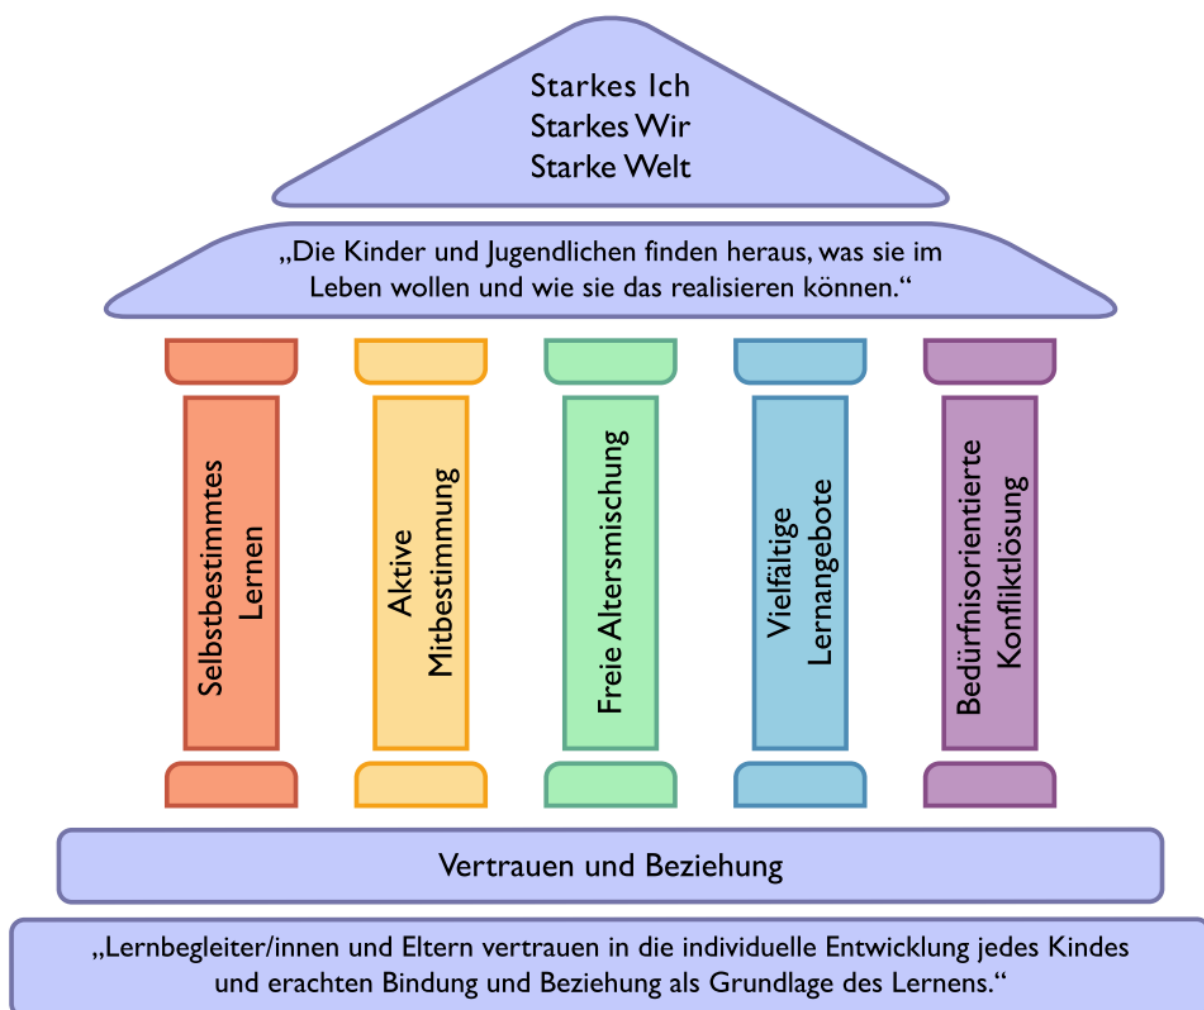 Starkes Ich
Starkes Wir
Starke Welt
„Die Kinder und Jugendlichen finden heraus, was sie im
Leben wollen und wie sie das realisieren können.“
Selbstbestimmtes
Lernen
Aktive
Mitbestimmung
Freie Altersmischung
Vielfältige
Lernangebote
Bedürfnisorientierte
Konfliktlösung
Vertrauen und Beziehung
„Lernbegleiter/innen und Eltern vertrauen in die individuelle Entwicklung jedes Kindes
und erachten Bindung und Beziehung als Grundlage des Lernens.“